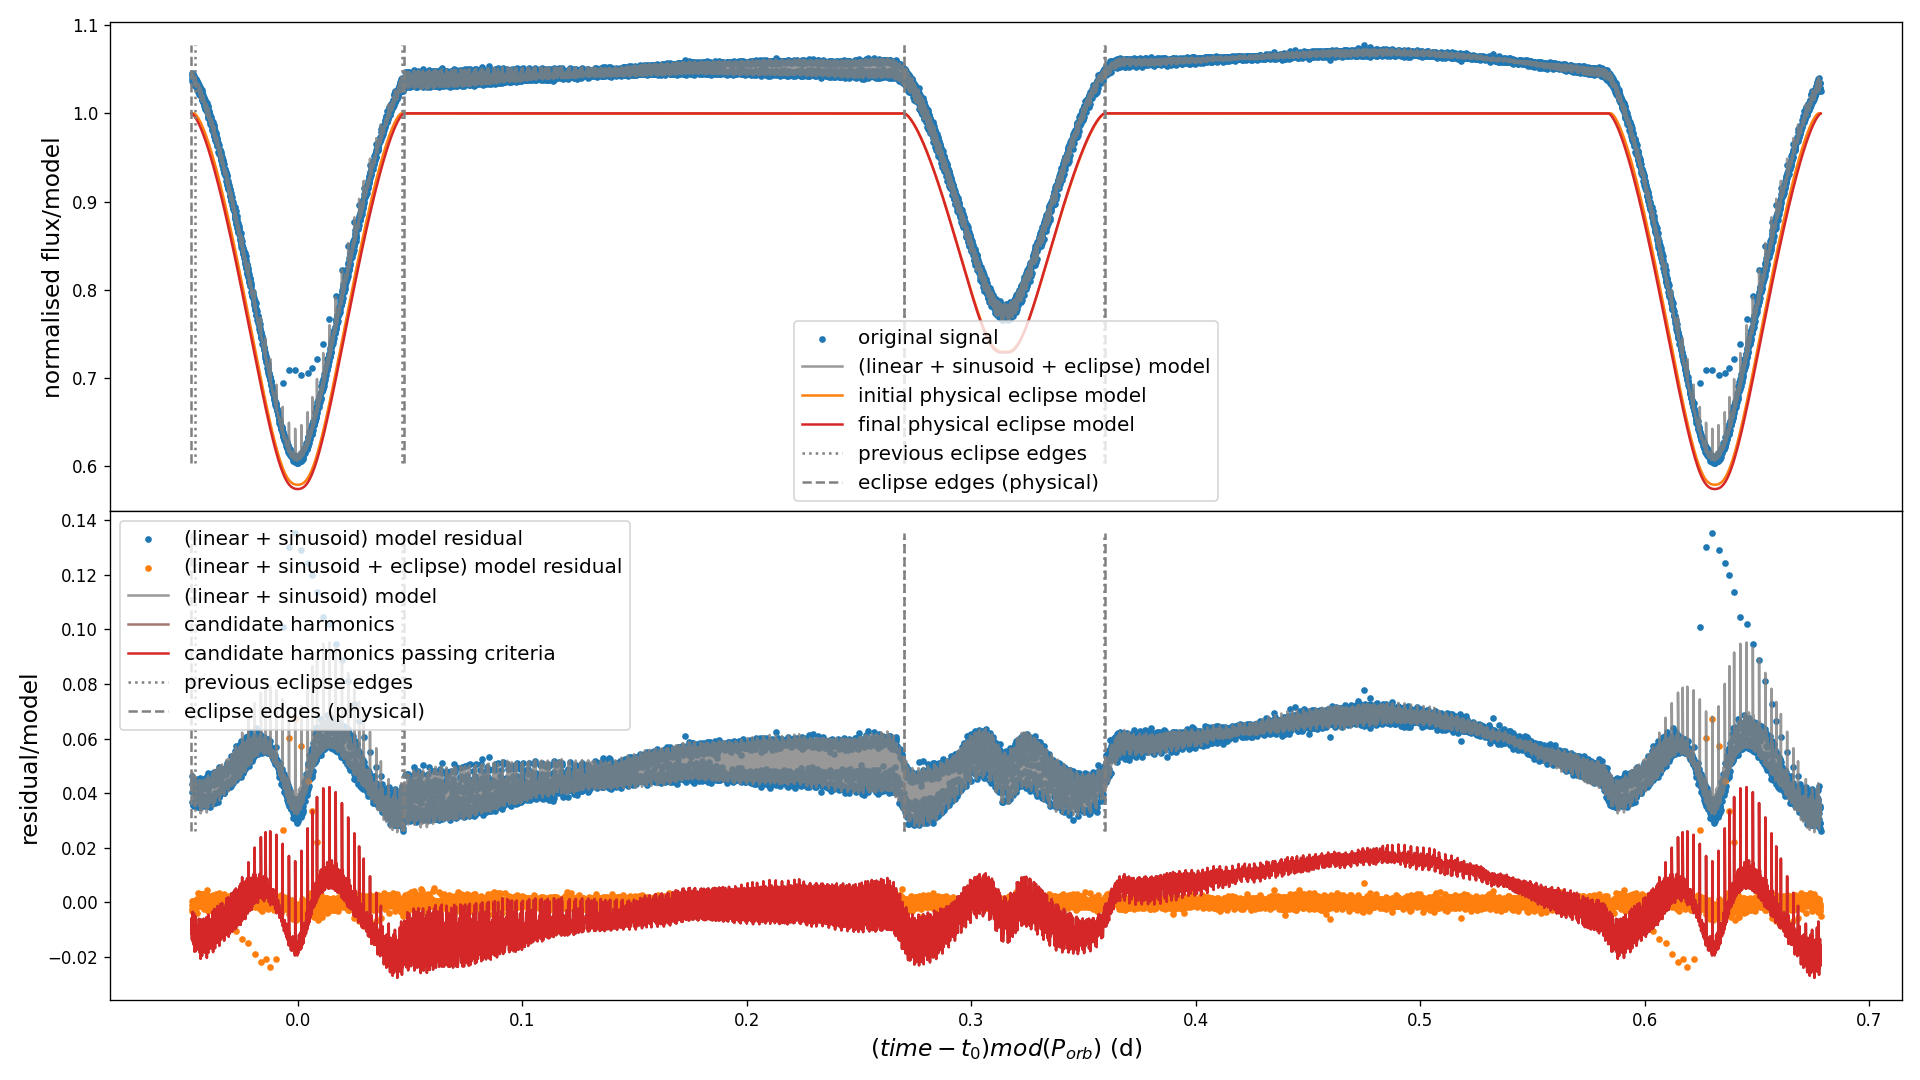 1.1
1.0
0.9
0.8
0.7
0.6
normalised flux/model
original signal
(linear + sinusoid + eclipse) model
initial physical eclipse model
final physical eclipse model
previous eclipse edges
eclipse edges (physical)
0.14
0.12
0.10
0.08
0.06
0.04
0.02
0.00
−0.02
residual/model
(linear + sinusoid) model residual
(linear + sinusoid + eclipse) model residual
(linear + sinusoid) model
candidate harmonics
candidate harmonics passing criteria
previous eclipse edges
eclipse edges (physical)
0.0 0.1 0.2 0.3 0.4 0.5 0.6 0.7
(time − t₀)mod(P_orb) (d)